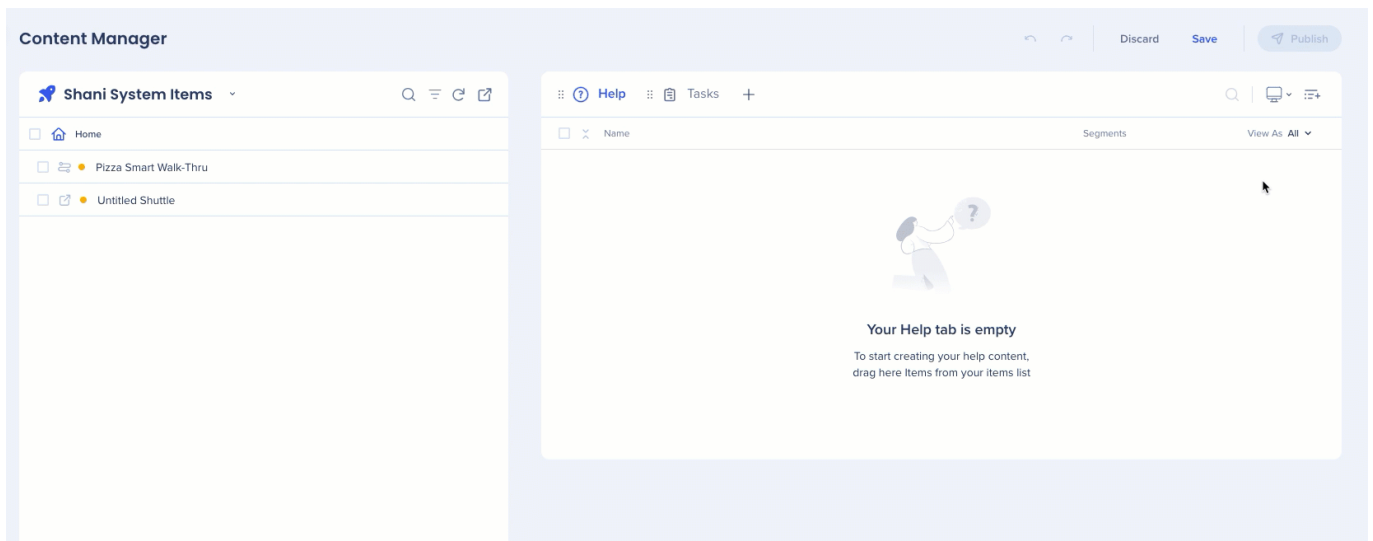 Content Manager
Discard
Save
Publish
Shani System Items
Help
Tasks
Home
Name
Segments
View As All
Pizza Smart Walk-Thru
Untitled Shuttle
?
Your Help tab is empty
To start creating your help content,
drag here Items from your items list